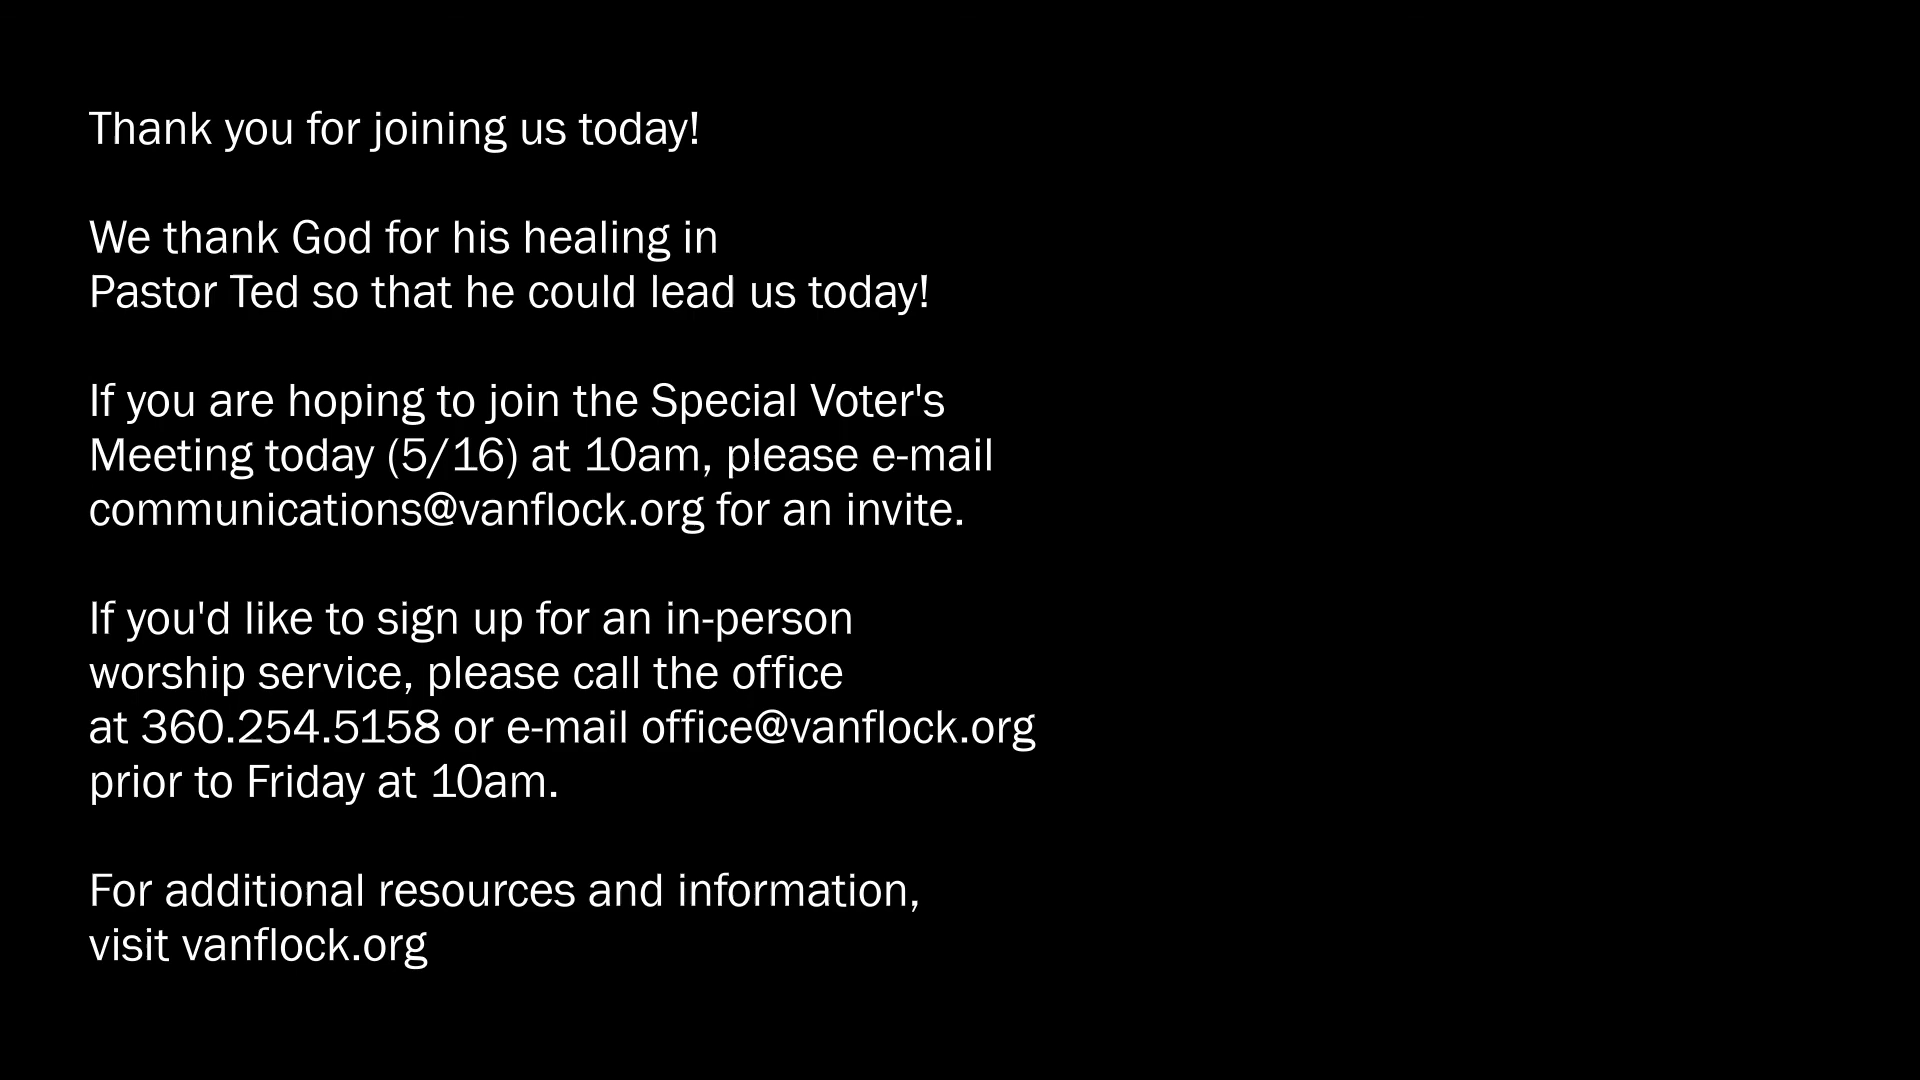 Thank you for joining us today!
We thank God for his healing in
Pastor Ted so that he could lead us today!
If you are hoping to join the Special Voter's
Meeting today (5/16) at 10am, please e-mail
communications@vanflock.org for an invite.
If you'd like to sign up for an in-person
worship service, please call the office
at 360.254.5158 or e-mail office@vanflock.org
prior to Friday at 10am.
For additional resources and information,
visit vanflock.org